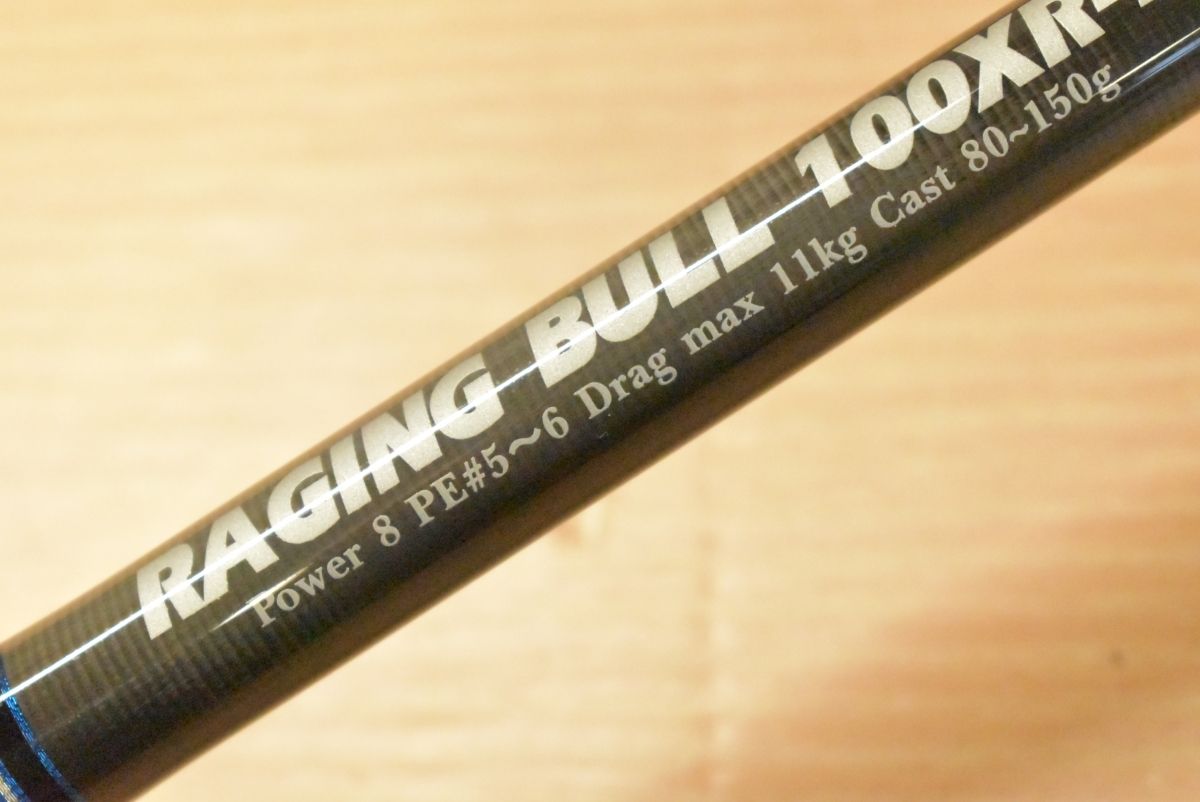 RAGING BULL 100XR-
Power 8 PE#5～6 Drag max 11kg Cast 80~150g